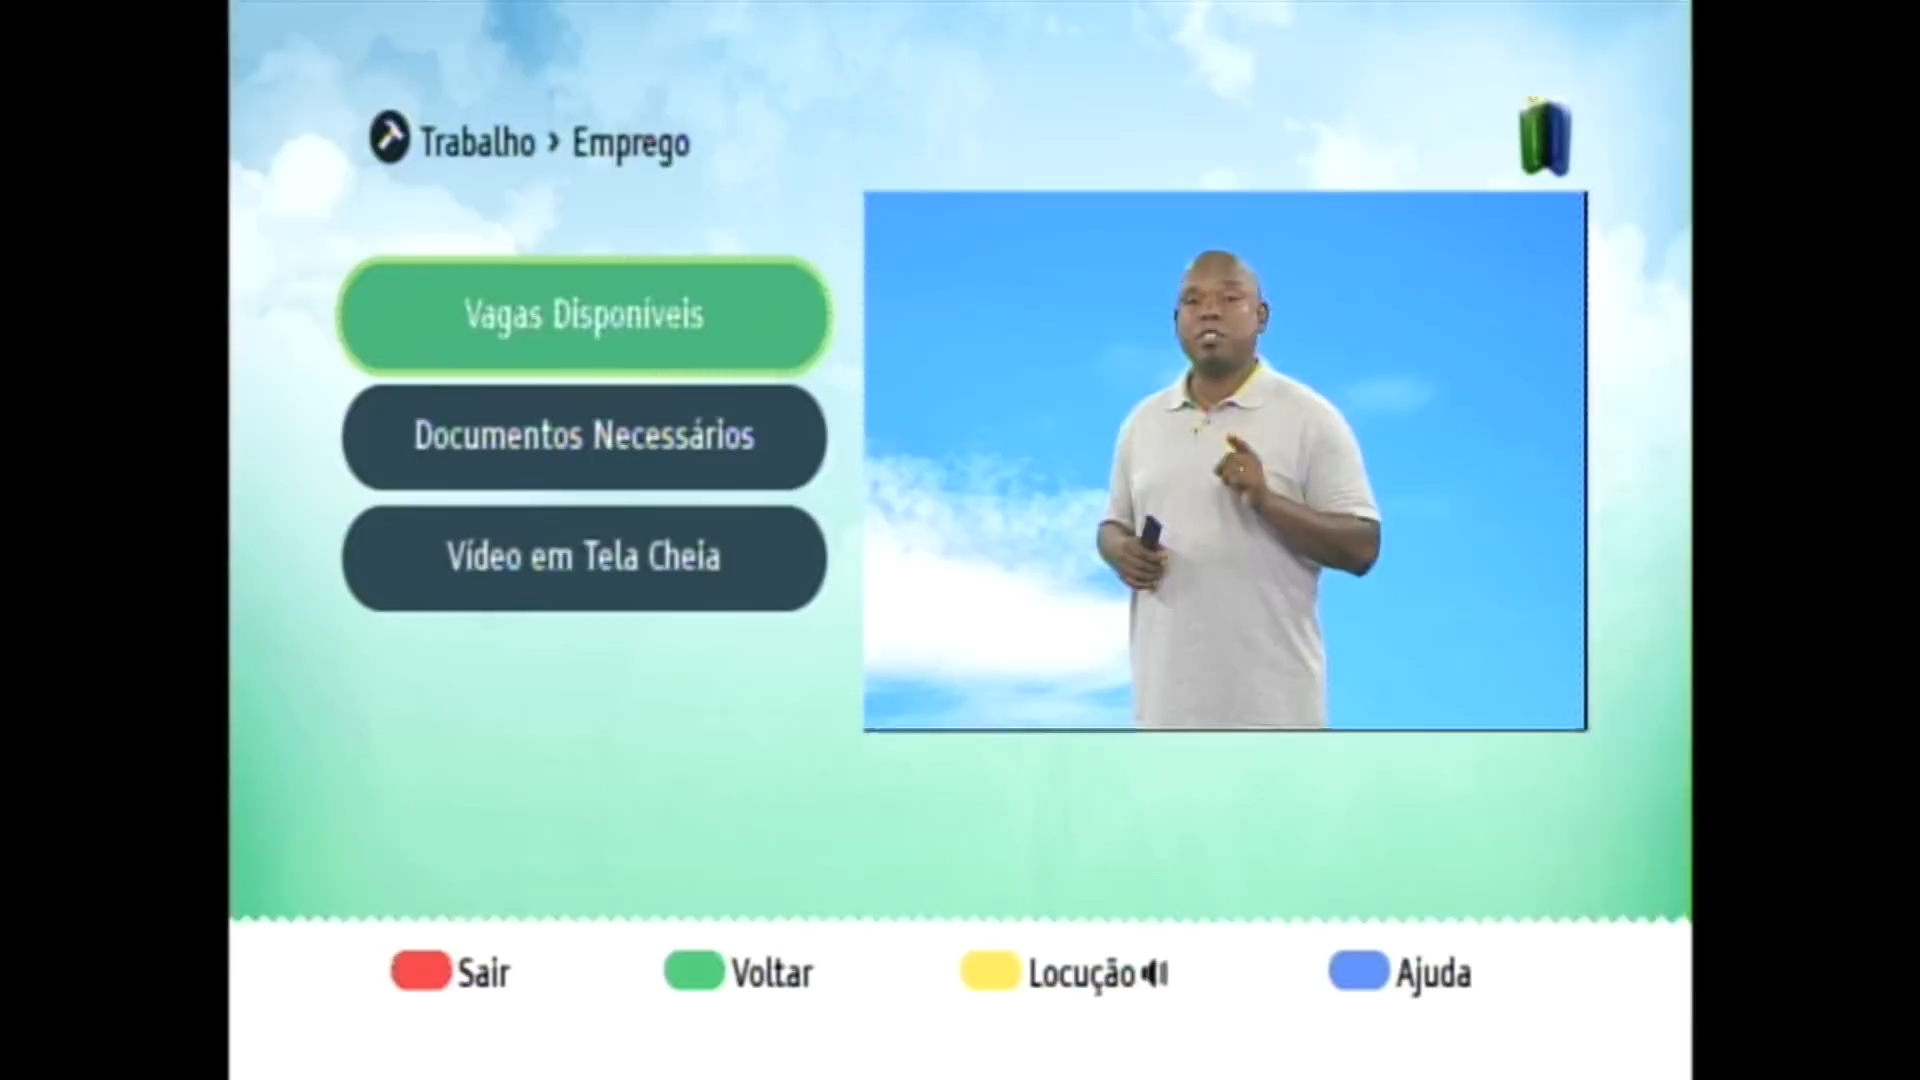 Trabalho › Emprego
Vagas Disponíveis
Documentos Necessários
Vídeo em Tela Cheia
Sair
Voltar
Locução
Ajuda